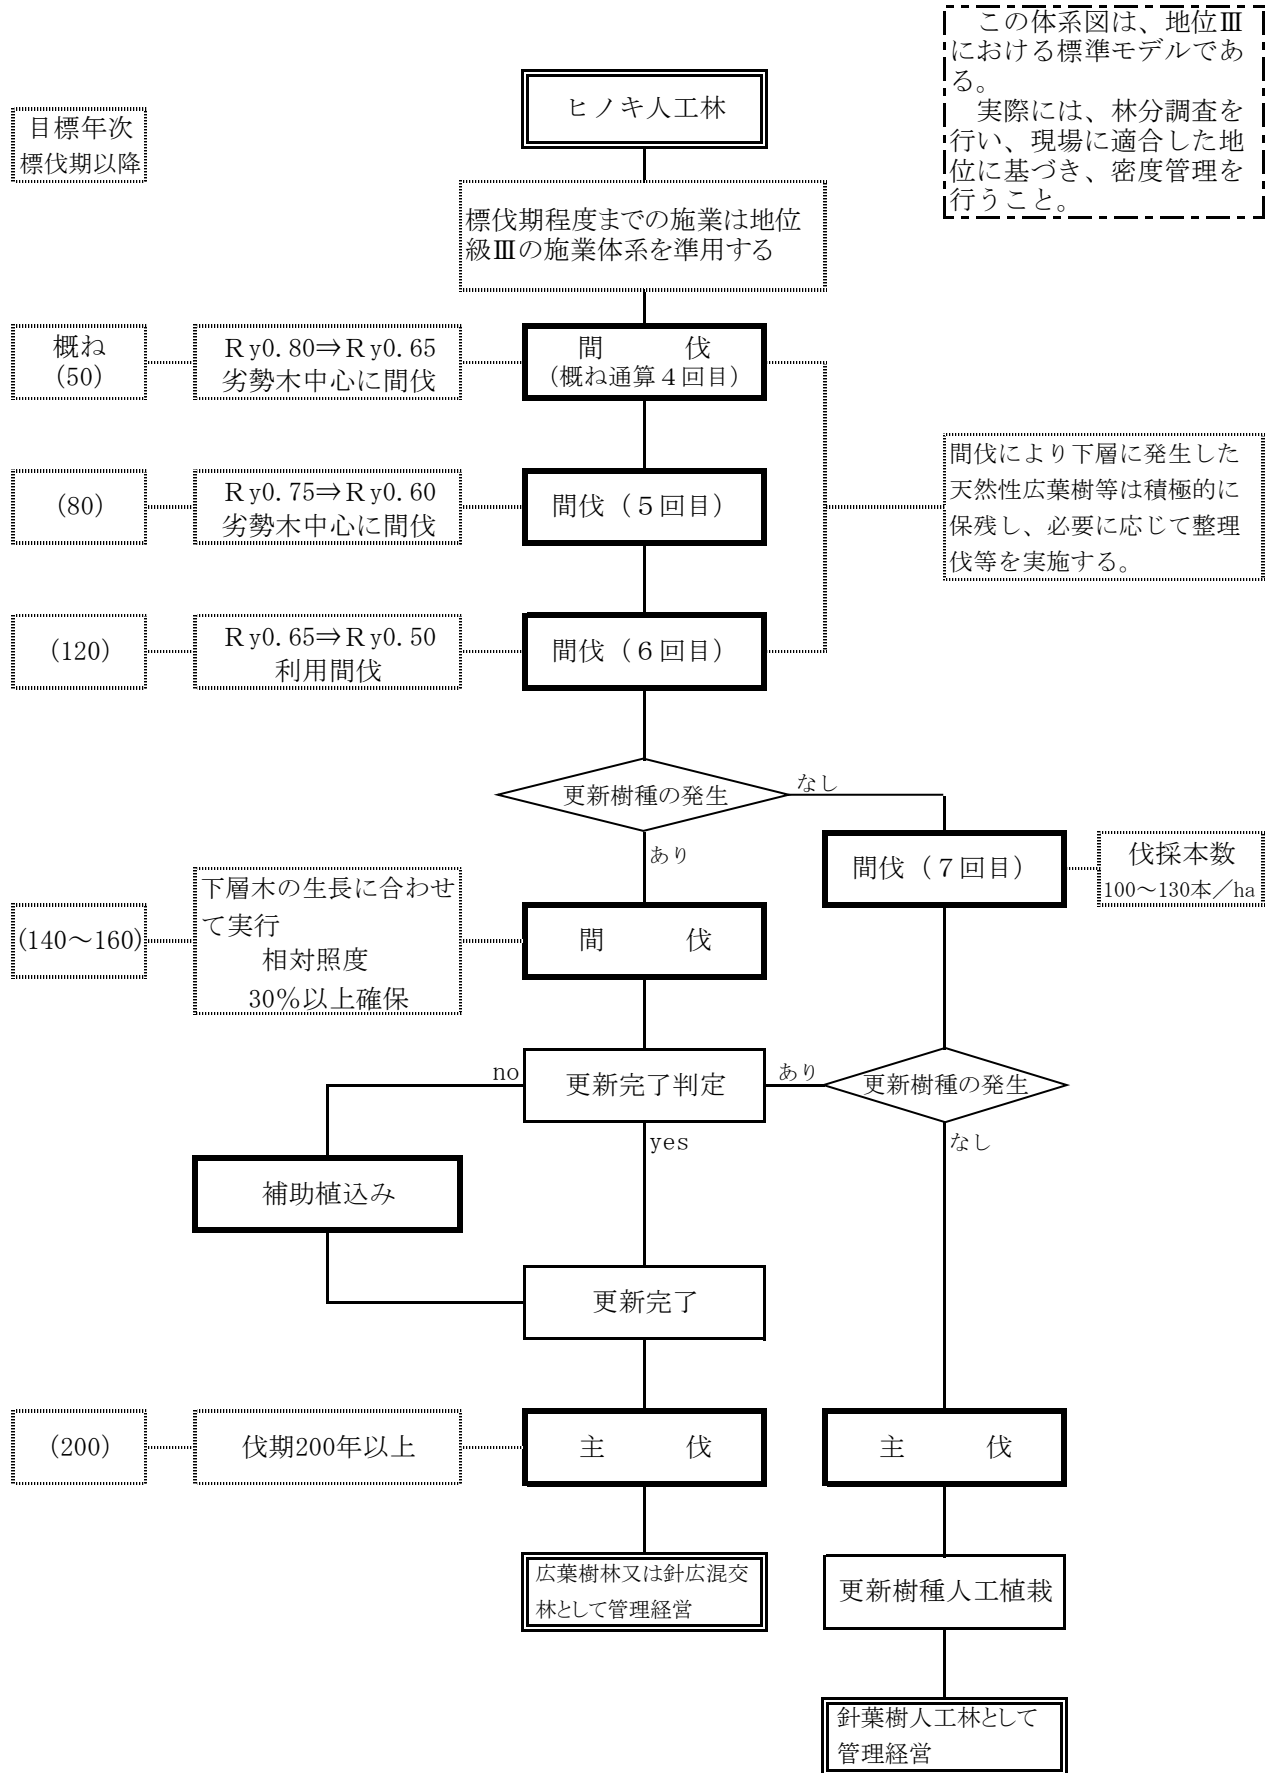 この体系図は、地位Ⅲ
における標準モデルであ
る。
実際には、林分調査を
行い、現場に適合した地
位に基づき、密度管理を
行うこと。
目標年次
標伐期以降
ヒノキ人工林
標伐期程度までの施業は地位
級Ⅲの施業体系を準用する
概ね
(50)
Ｒy0.80⇒Ｒy0.65
劣勢木中心に間伐
間　　　伐
（概ね通算４回目）
(80)
Ｒy0.75⇒Ｒy0.60
劣勢木中心に間伐
間伐（５回目）
間伐により下層に発生した
天然性広葉樹等は積極的に
保残し、必要に応じて整理
伐等を実施する。
(120)
Ｒy0.65⇒Ｒy0.50
利用間伐
間伐（６回目）
更新樹種の発生
なし
あり
間伐（７回目）
伐採本数
100～130本／ha
(140～160)
下層木の生長に合わせ
て実行
相対照度
30％以上確保
間　　　伐
no
更新完了判定
あり
更新樹種の発生
yes
なし
補助植込み
更新完了
(200)
伐期200年以上
主　　　伐
主　　　伐
広葉樹林又は針広混交
林として管理経営
更新樹種人工植栽
針葉樹人工林として
管理経営